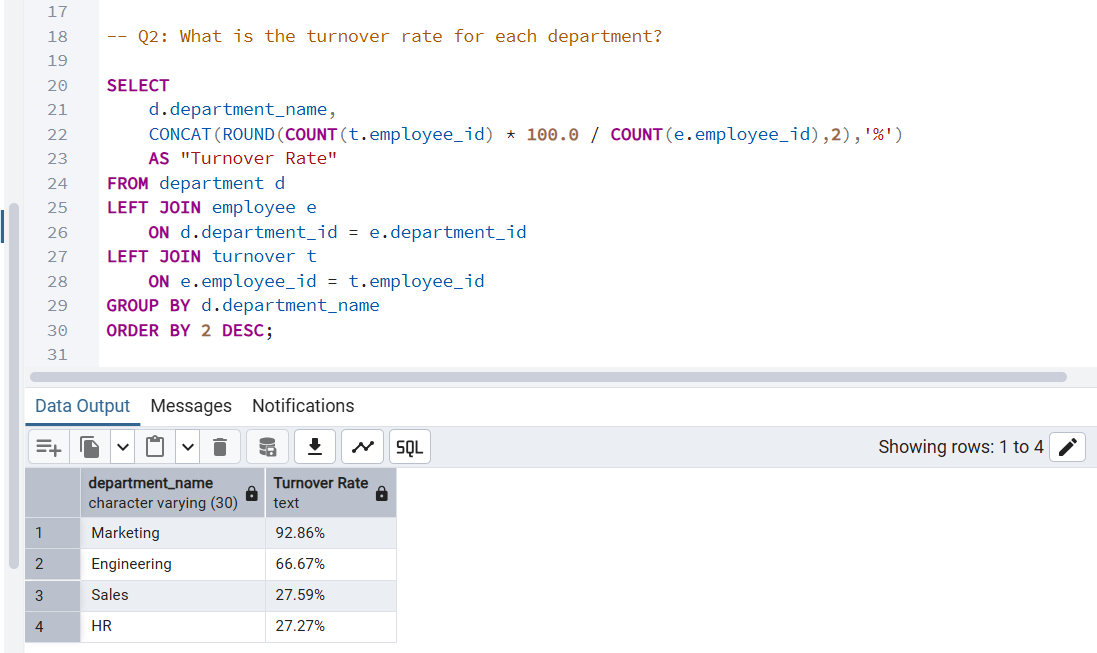 17
18 -- Q2: What is the turnover rate for each department?
19
20 SELECT
21 d.department_name,
22 CONCAT(ROUND(COUNT(t.employee_id) * 100.0 / COUNT(e.employee_id),2),'%')
23 AS "Turnover Rate"
24 FROM department d
25 LEFT JOIN employee e
26 ON d.department_id = e.department_id
27 LEFT JOIN turnover t
28 ON e.employee_id = t.employee_id
29 GROUP BY d.department_name
30 ORDER BY 2 DESC;
31
Data Output Messages Notifications
SQL Showing rows: 1 to 4
department_name Turnover Rate
character varying (30) text
1 Marketing 92.86%
2 Engineering 66.67%
3 Sales 27.59%
4 HR 27.27%